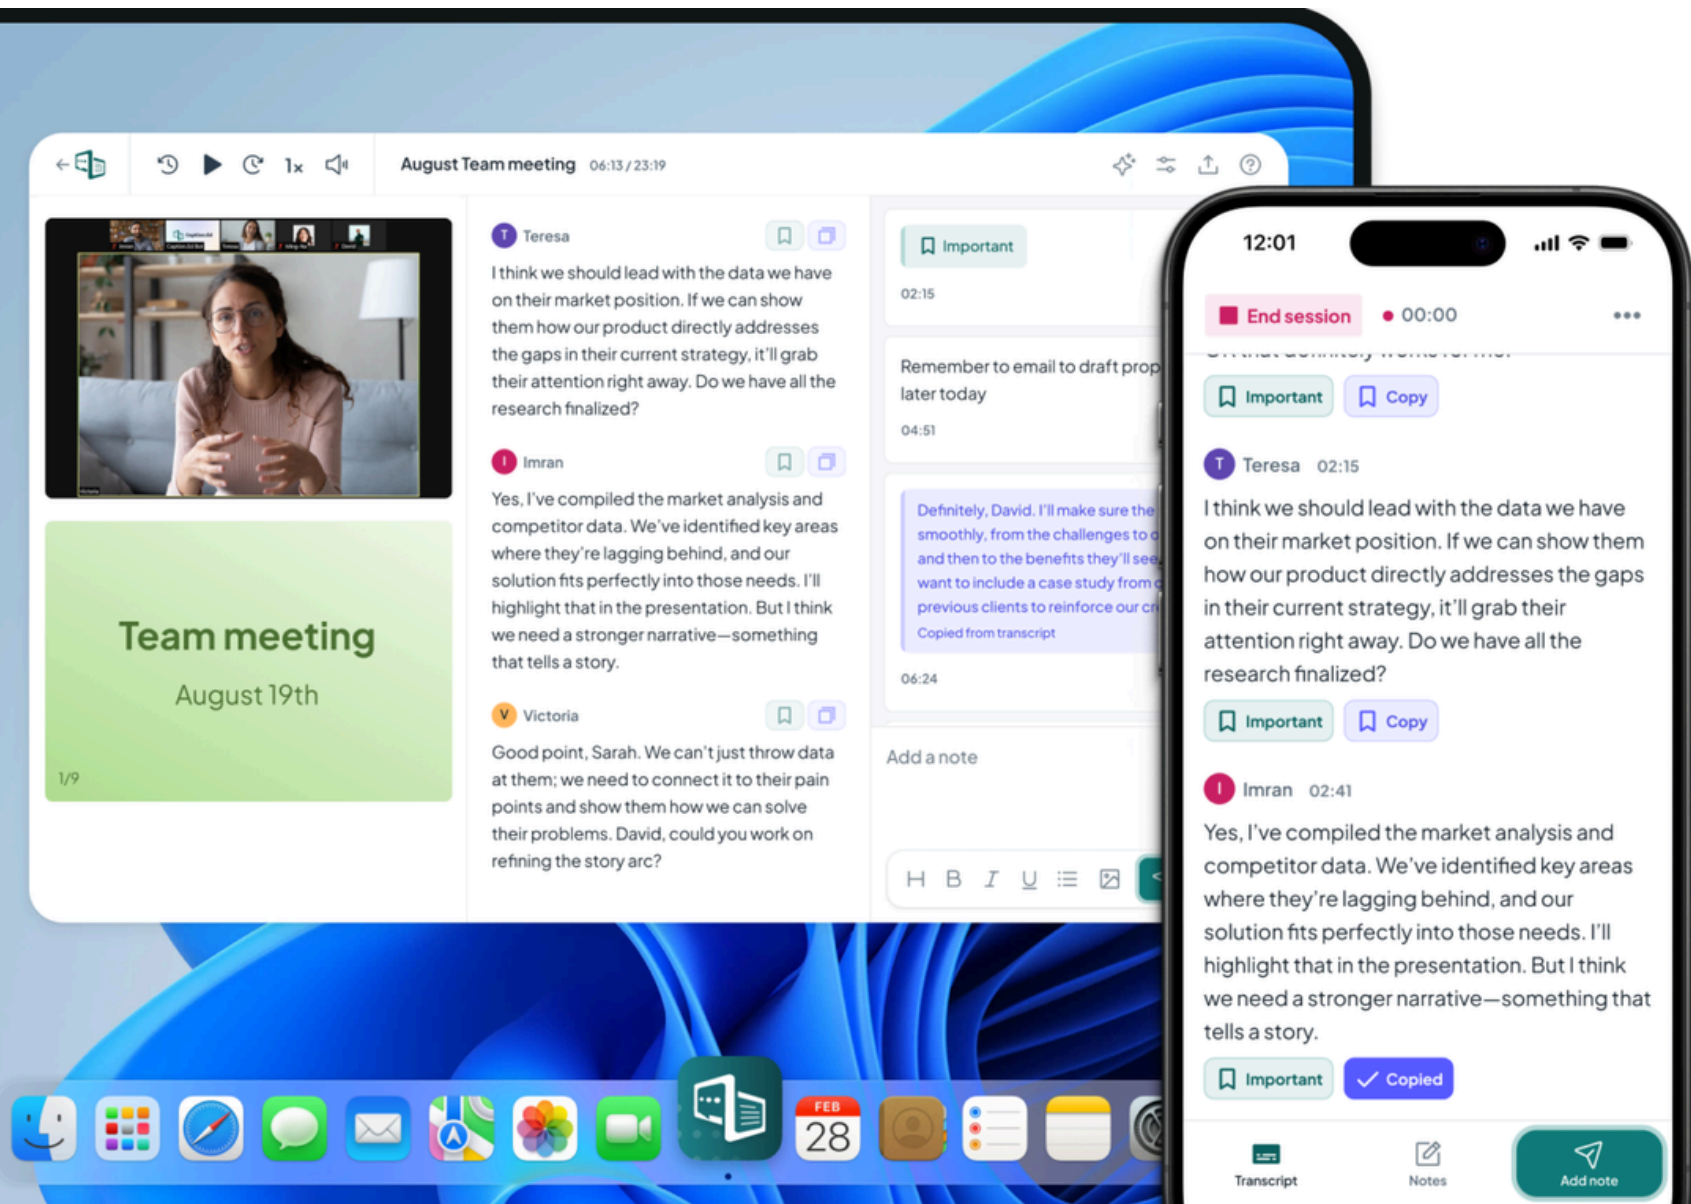 1x
August Team meeting 06:13 / 23:19
Team meeting
August 19th
1/9
T Teresa
I think we should lead with the data we have
on their market position. If we can show
them how our product directly addresses
the gaps in their current strategy, it'll grab
their attention right away. Do we have all the
research finalized?
I Imran
Yes, I've compiled the market analysis and
competitor data. We've identified key areas
where they're lagging behind, and our
solution fits perfectly into those needs. I'll
highlight that in the presentation. But I think
we need a stronger narrative—something
that tells a story.
V Victoria
Good point, Sarah. We can't just throw data
at them; we need to connect it to their pain
points and show them how we can solve
their problems. David, could you work on
refining the story arc?
Important
02:15
Remember to email to draft prop
later today
04:51
Definitely, David. I'll make sure the
smoothly, from the challenges to
and then to the benefits they'll see
want to include a case study from
previous clients to reinforce our
Copied from transcript
06:24
Add a note
H B I U
FEB
28
12:01
End session 00:00
Important Copy
T Teresa 02:15
I think we should lead with the data we have
on their market position. If we can show them
how our product directly addresses the gaps
in their current strategy, it'll grab their
attention right away. Do we have all the
research finalized?
Important Copy
I Imran 02:41
Yes, I've compiled the market analysis and
competitor data. We've identified key areas
where they're lagging behind, and our
solution fits perfectly into those needs. I'll
highlight that in the presentation. But I think
we need a stronger narrative—something that
tells a story.
Important Copied
Transcript Notes Add note